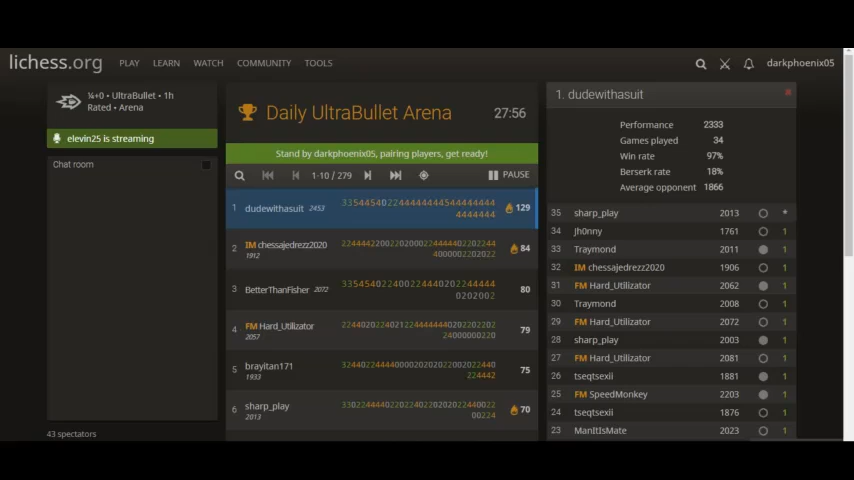 lichess.org PLAY LEARN WATCH COMMUNITY TOOLS darkphoenix05
¼+0 • UltraBullet • 1h
Rated • Arena
elevin25 is streaming
Chat room
43 spectators
Daily UltraBullet Arena 27:56
Stand by darkphoenix05, pairing players, get ready!
1-10 / 279 PAUSE
1 dudewithasuit 2453 129
2 IM chessajedrezz2020 84
1912
3 BetterThanFisher 2072 80
4 FM Hard_Utilizator 79
2057
5 brayitan171 75
1933
6 sharp_play 70
2013
1. dudewithasuit
Performance 2333
Games played 34
Win rate 97%
Berserk rate 18%
Average opponent 1866
35 sharp_play 2013 *
34 Jh0nny 1761 1
33 Traymond 2011 1
32 IM chessajedrezz2020 1906 1
31 FM Hard_Utilizator 2062 1
30 Traymond 2008 1
29 FM Hard_Utilizator 2072 1
28 sharp_play 2003 1
27 FM Hard_Utilizator 2081 1
26 tseqtsexii 1881 1
25 FM SpeedMonkey 2203 1
24 tseqtsexii 1876 1
23 ManItIsMate 2023 1